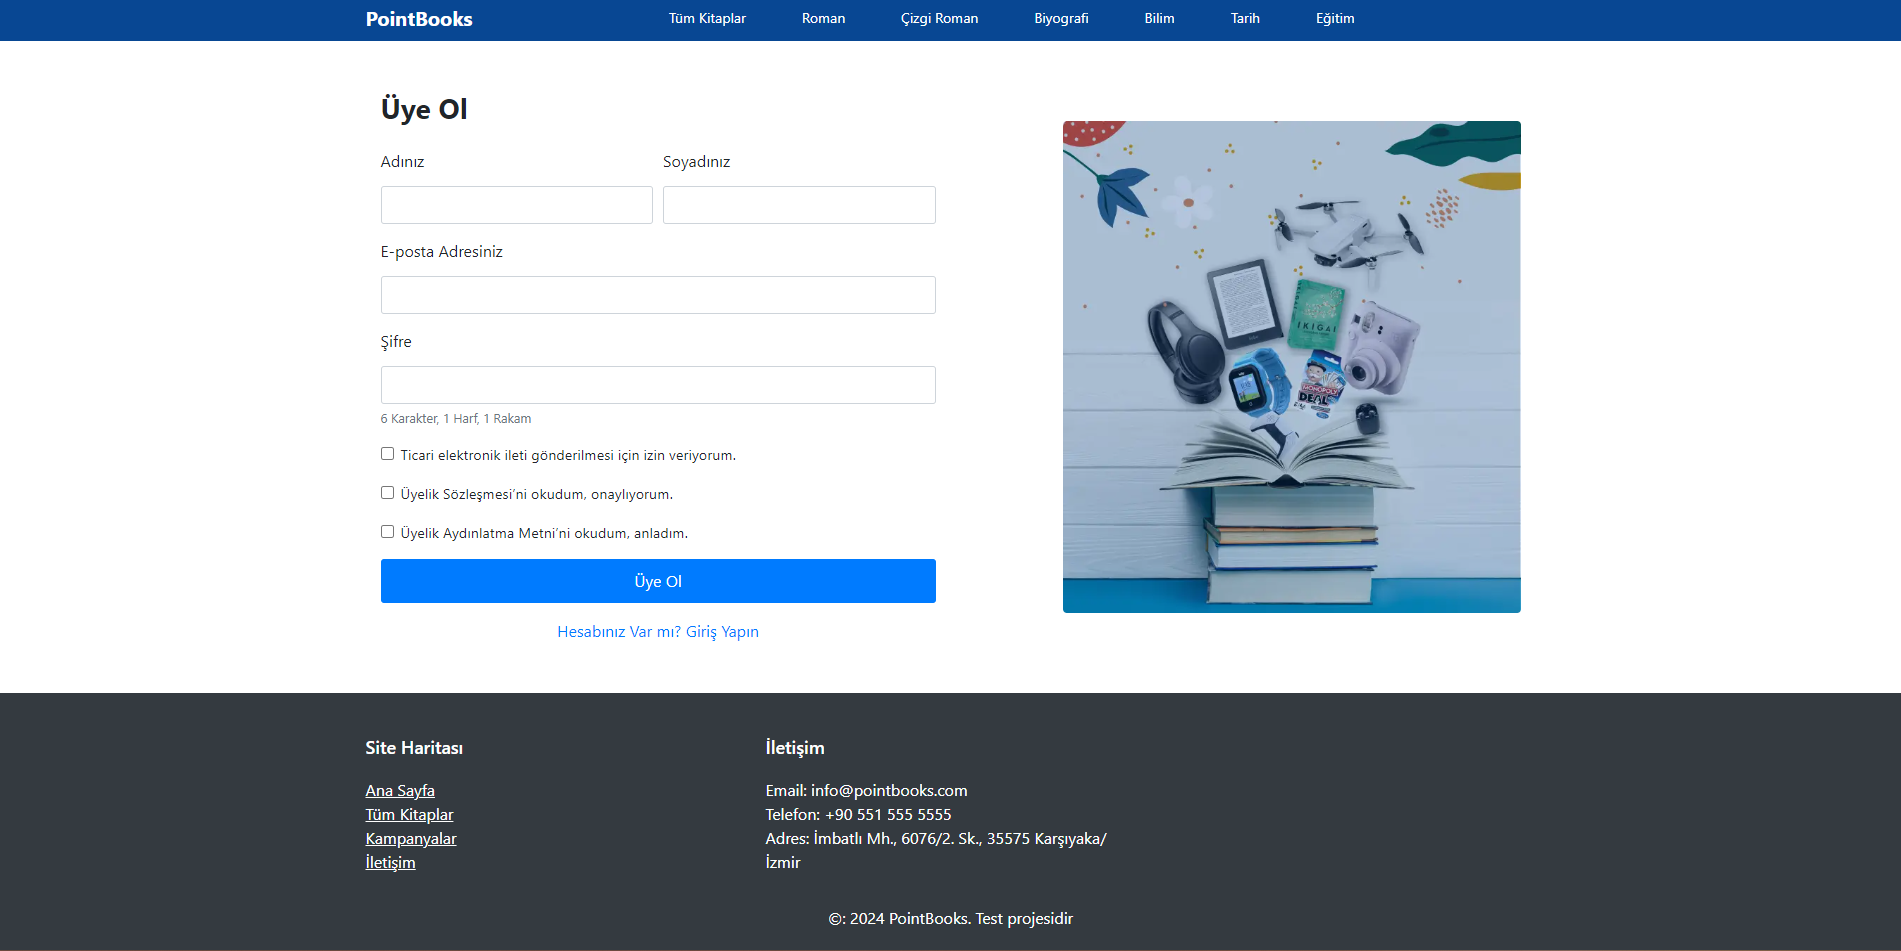 PointBooks
Tüm Kitaplar
Roman
Çizgi Roman
Biyografi
Bilim
Tarih
Eğitim
Üye Ol
Adınız
Soyadınız
E-posta Adresiniz
Şifre
6 Karakter, 1 Harf, 1 Rakam
Ticari elektronik ileti gönderilmesi için izin veriyorum.
Üyelik Sözleşmesi'ni okudum, onaylıyorum.
Üyelik Aydınlatma Metni'ni okudum, anladım.
Üye Ol
Hesabınız Var mı? Giriş Yapın
IKIGAI
MONOPOLY
DEAL
Site Haritası
Ana Sayfa
Tüm Kitaplar
Kampanyalar
İletişim
İletişim
Email: info@pointbooks.com
Telefon: +90 551 555 5555
Adres: İmbatlı Mh., 6076/2. Sk., 35575 Karşıyaka/
İzmir
©: 2024 PointBooks. Test projesidir